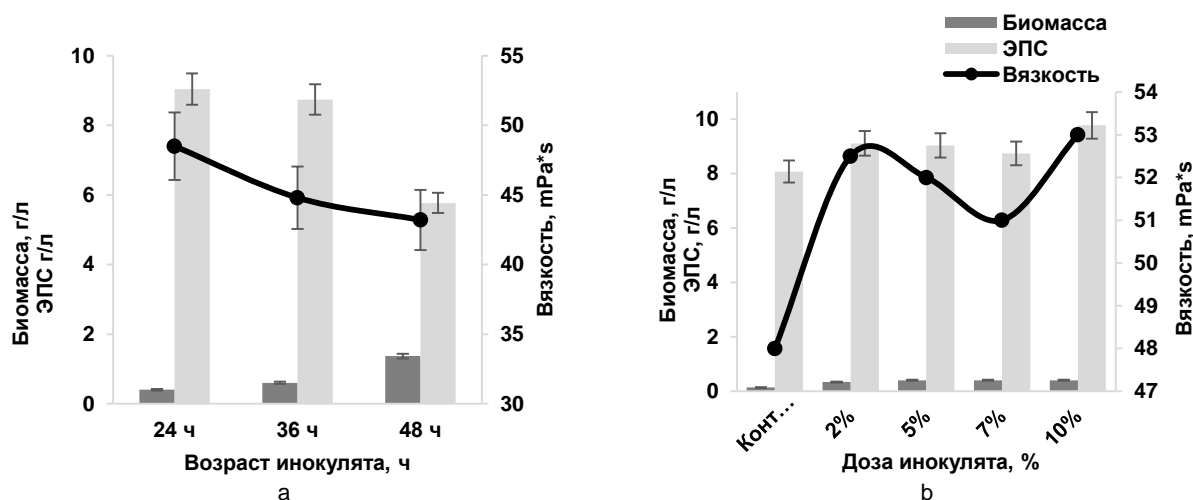 Биомасса
ЭПС
Вязкость
Биомасса, г/л
ЭПС г/л
10
8
6
4
2
0
55
50
45
40
35
30
Вязкость, mPa*s
24 ч
36 ч
48 ч
Возраст инокулята, ч
a
Биомасса, г/л
ЭПС, г/л
10
8
6
4
2
0
54
53
52
51
50
49
48
47
Вязкость, mPa*s
Конт...
2%
5%
7%
10%
Доза инокулята, %
b